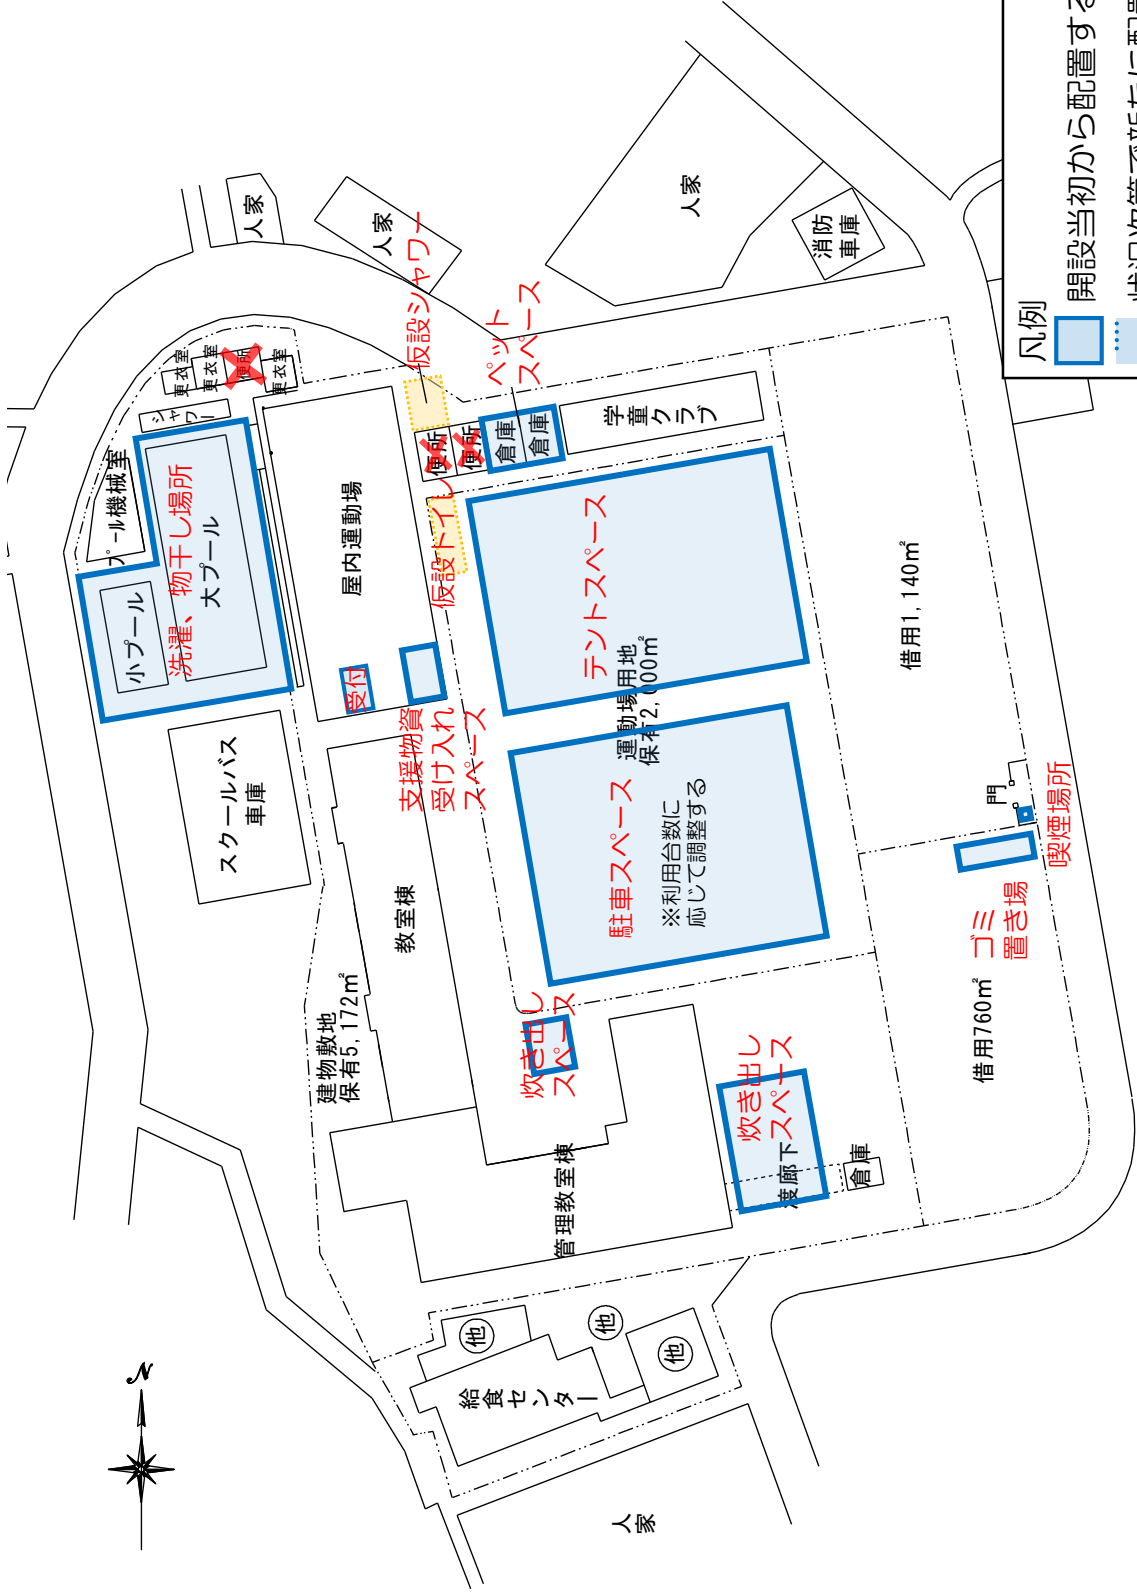 人家
人家
仮設シャワー
人家
消防
車庫
更衣室
更衣室
便所
更衣室
シャワー
プール機械室
洗濯、物干し場所
大プール
小プール
屋内運動場
便所
便所
仮設トイレ
ペット
スペース
倉庫
倉庫
学童
クラブ
受付
支援物資
受け入れ
スペース
テントスペース
運動場用地
保有2,000㎡
借用1,140㎡
スクールバス
車庫
教室棟
駐車スペース
※利用台数に
応じて調整する
門
喫煙場所
ゴミ
置き場
借用760㎡
建物敷地
保有5,172㎡
炊き出し
スペース
炊き出し
スペース
渡廊下
倉庫
管理教室棟
給食
センター
他
他
他
人家
N
凡例
開設当初から配置する